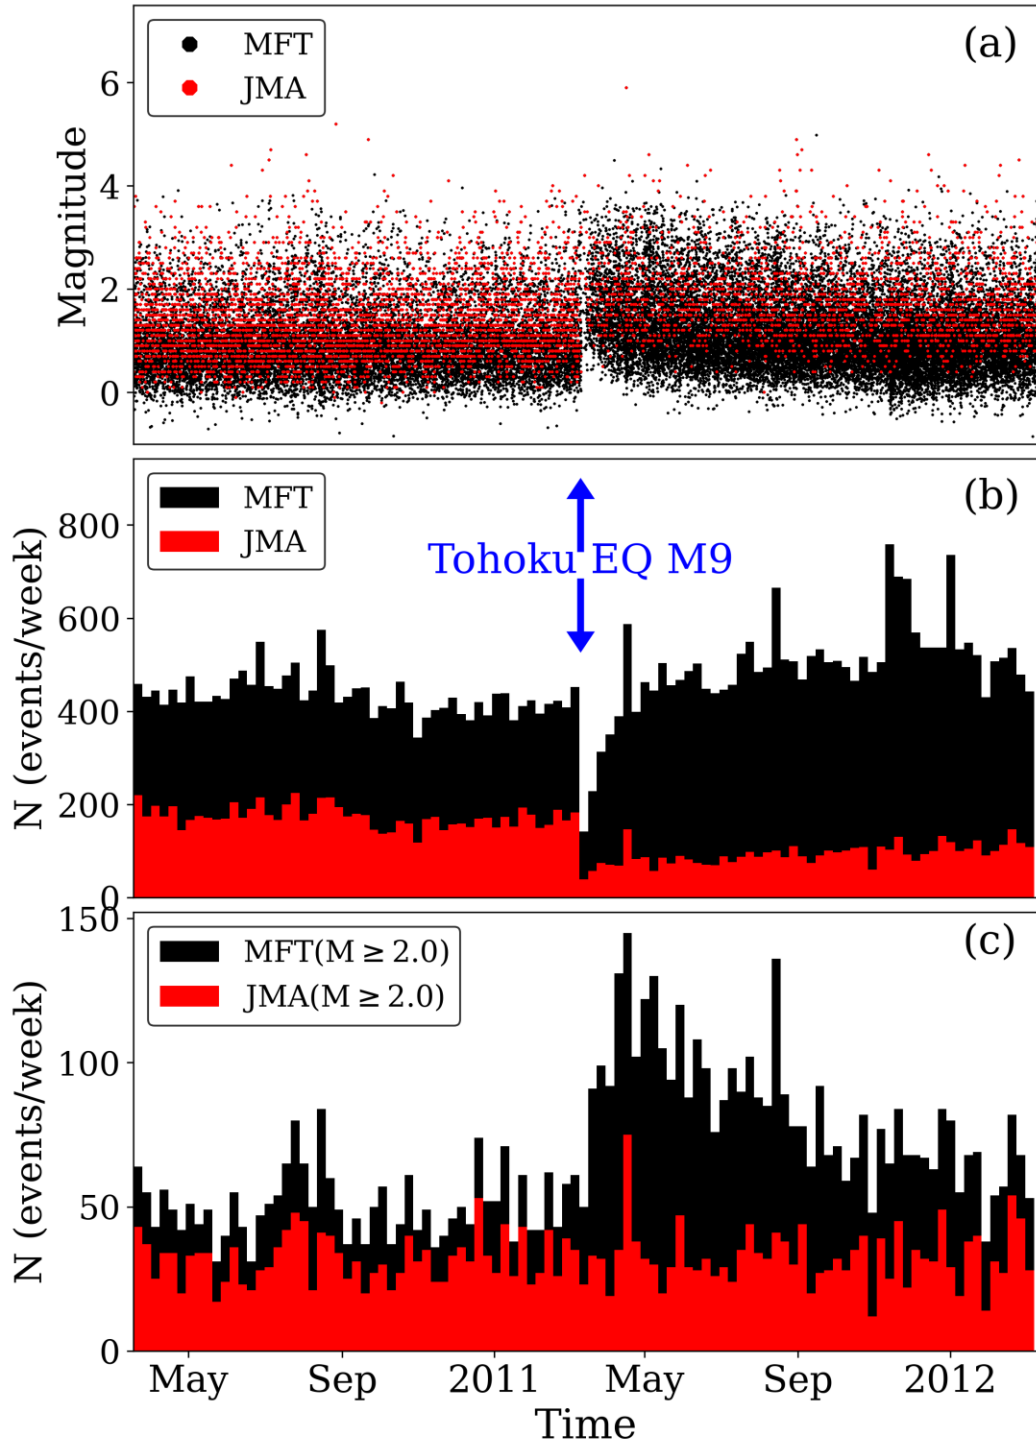 (a)
MFT
JMA
Magnitude
6
4
2
0
(b)
MFT
JMA
Tohoku EQ M9
N (events/week)
800
600
400
200
0
(c)
MFT(M ≥ 2.0)
JMA(M ≥ 2.0)
N (events/week)
150
100
50
0
May Sep 2011 May Sep 2012
Time